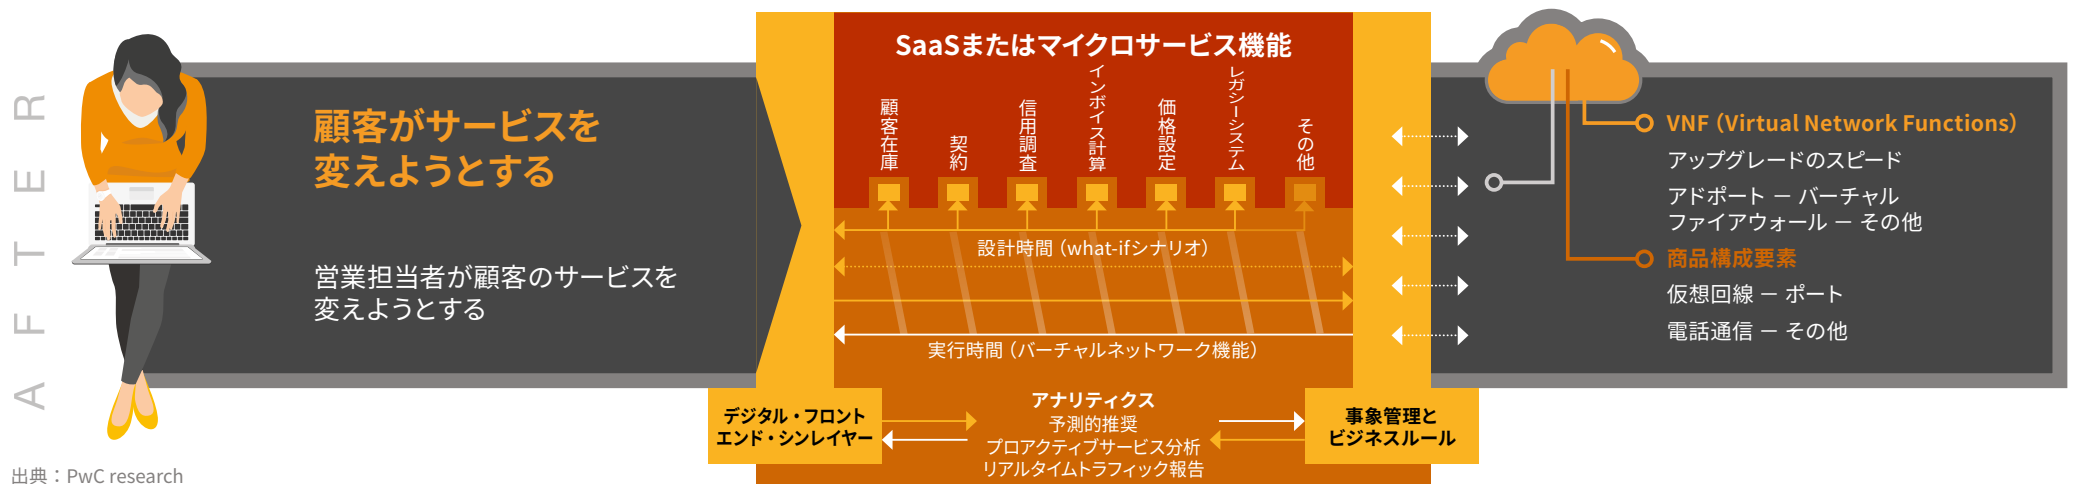 AFTER
顧客がサービスを
変えようとする
営業担当者が顧客のサービスを
変えようとする
SaaSまたはマイクロサービス機能
顧客在庫
契約
信用調査
インボイス計算
価格設定
レガシーシステム
その他
設計時間（what-ifシナリオ）
実行時間（バーチャルネットワーク機能）
デジタル・フロント
エンド・シンレイヤー
アナリティクス
予測的推奨
プロアクティブサービス分析
リアルタイムトラフィック報告
事象管理と
ビジネスルール
VNF（Virtual Network Functions）
アップグレードのスピード
アドポート － バーチャル
ファイアウォール － その他
商品構成要素
仮想回線 － ポート
電話通信 － その他
出典：PwC research